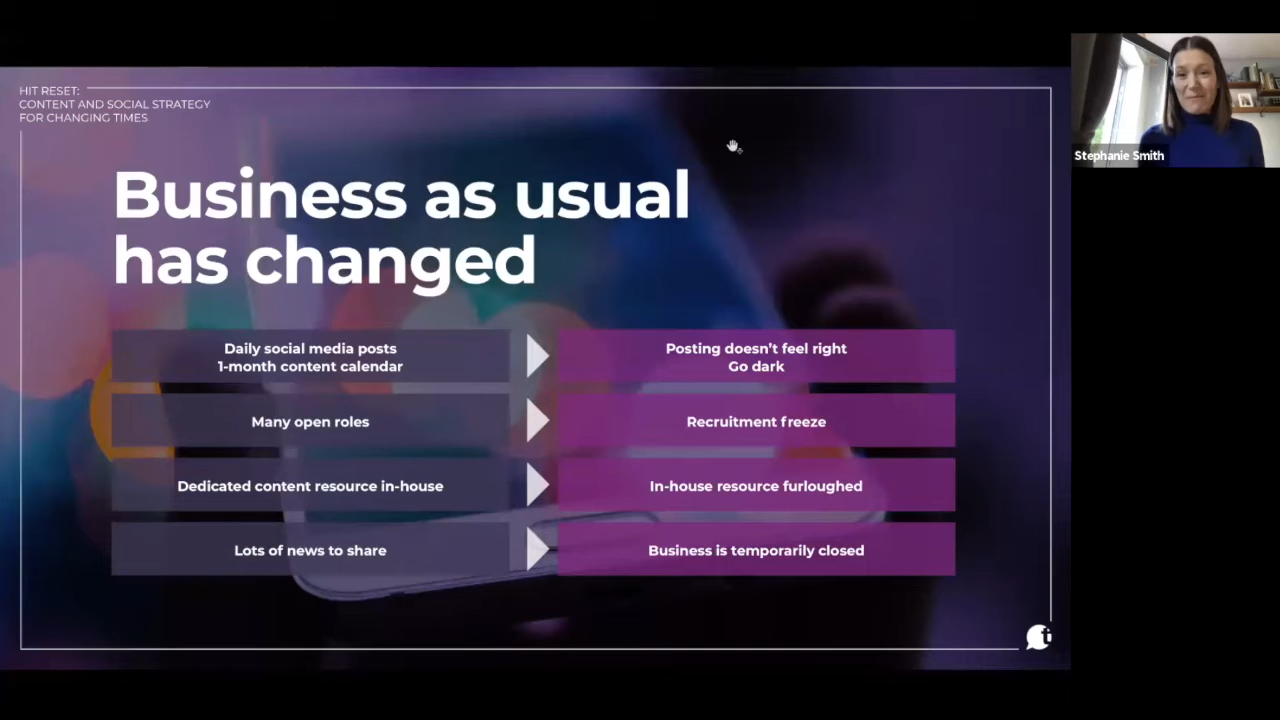 HIT RESET:
CONTENT AND SOCIAL STRATEGY
FOR CHANGING TIMES
Stephanie Smith
Business as usual
has changed
Daily social media posts
1-month content calendar
Posting doesn’t feel right
Go dark
Many open roles
Recruitment freeze
Dedicated content resource in-house
In-house resource furloughed
Lots of news to share
Business is temporarily closed
t